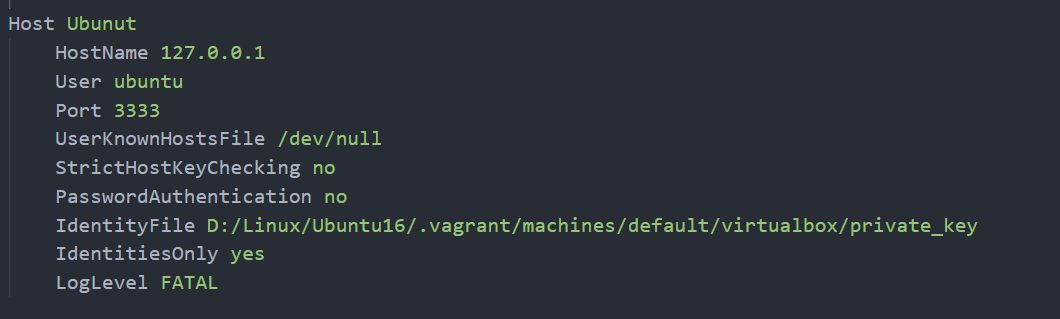 Host Ubunut
HostName 127.0.0.1
User ubuntu
Port 3333
UserKnownHostsFile /dev/null
StrictHostKeyChecking no
PasswordAuthentication no
IdentityFile D:/Linux/Ubuntu16/.vagrant/machines/default/virtualbox/private_key
IdentitiesOnly yes
LogLevel FATAL